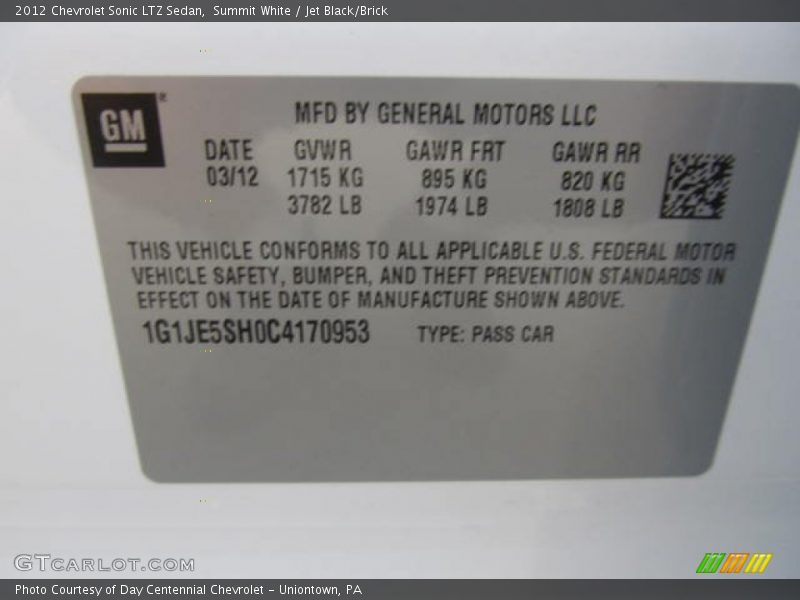 2012 Chevrolet Sonic LTZ Sedan, Summit White / Jet Black/Brick
GM
MFD BY GENERAL MOTORS LLC
DATE GVWR GAWR FRT GAWR RR
03/12 1715 KG 895 KG 820 KG
3782 LB 1974 LB 1808 LB
THIS VEHICLE CONFORMS TO ALL APPLICABLE U.S. FEDERAL MOTOR
VEHICLE SAFETY, BUMPER, AND THEFT PREVENTION STANDARDS IN
EFFECT ON THE DATE OF MANUFACTURE SHOWN ABOVE.
1G1JE5SH0C4170953 TYPE: PASS CAR
GTCARLOT.COM
Photo Courtesy of Day Centennial Chevrolet - Uniontown, PA